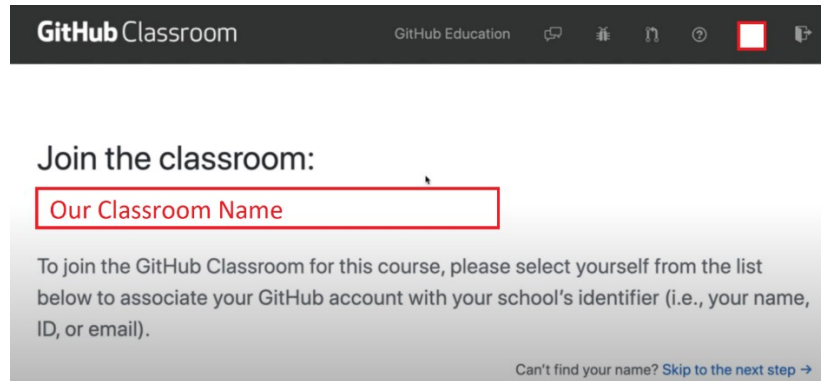 GitHub Classroom GitHub Education
Join the classroom:
Our Classroom Name
To join the GitHub Classroom for this course, please select yourself from the list
below to associate your GitHub account with your school's identifier (i.e., your name,
ID, or email).
Can't find your name? Skip to the next step →